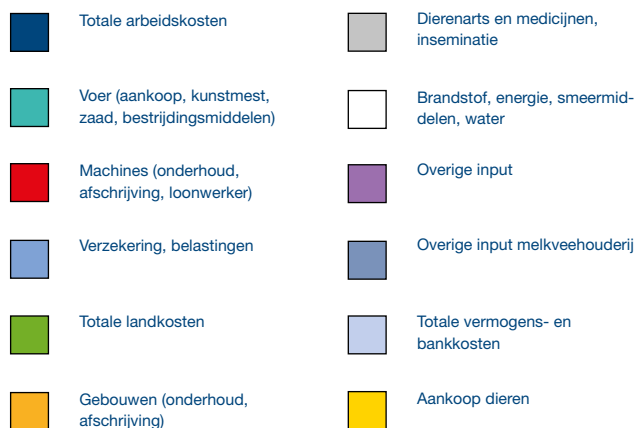 Totale arbeidskosten
Voer (aankoop, kunstmest,
zaad, bestrijdingsmiddelen)
Machines (onderhoud,
afschrijving, loonwerker)
Verzekering, belastingen
Totale landkosten
Gebouwen (onderhoud,
afschrijving)
Dierenarts en medicijnen,
inseminatie
Brandstof, energie, smeermid-
delen, water
Overige input
Overige input melkveehouderij
Totale vermogens- en
bankkosten
Aankoop dieren